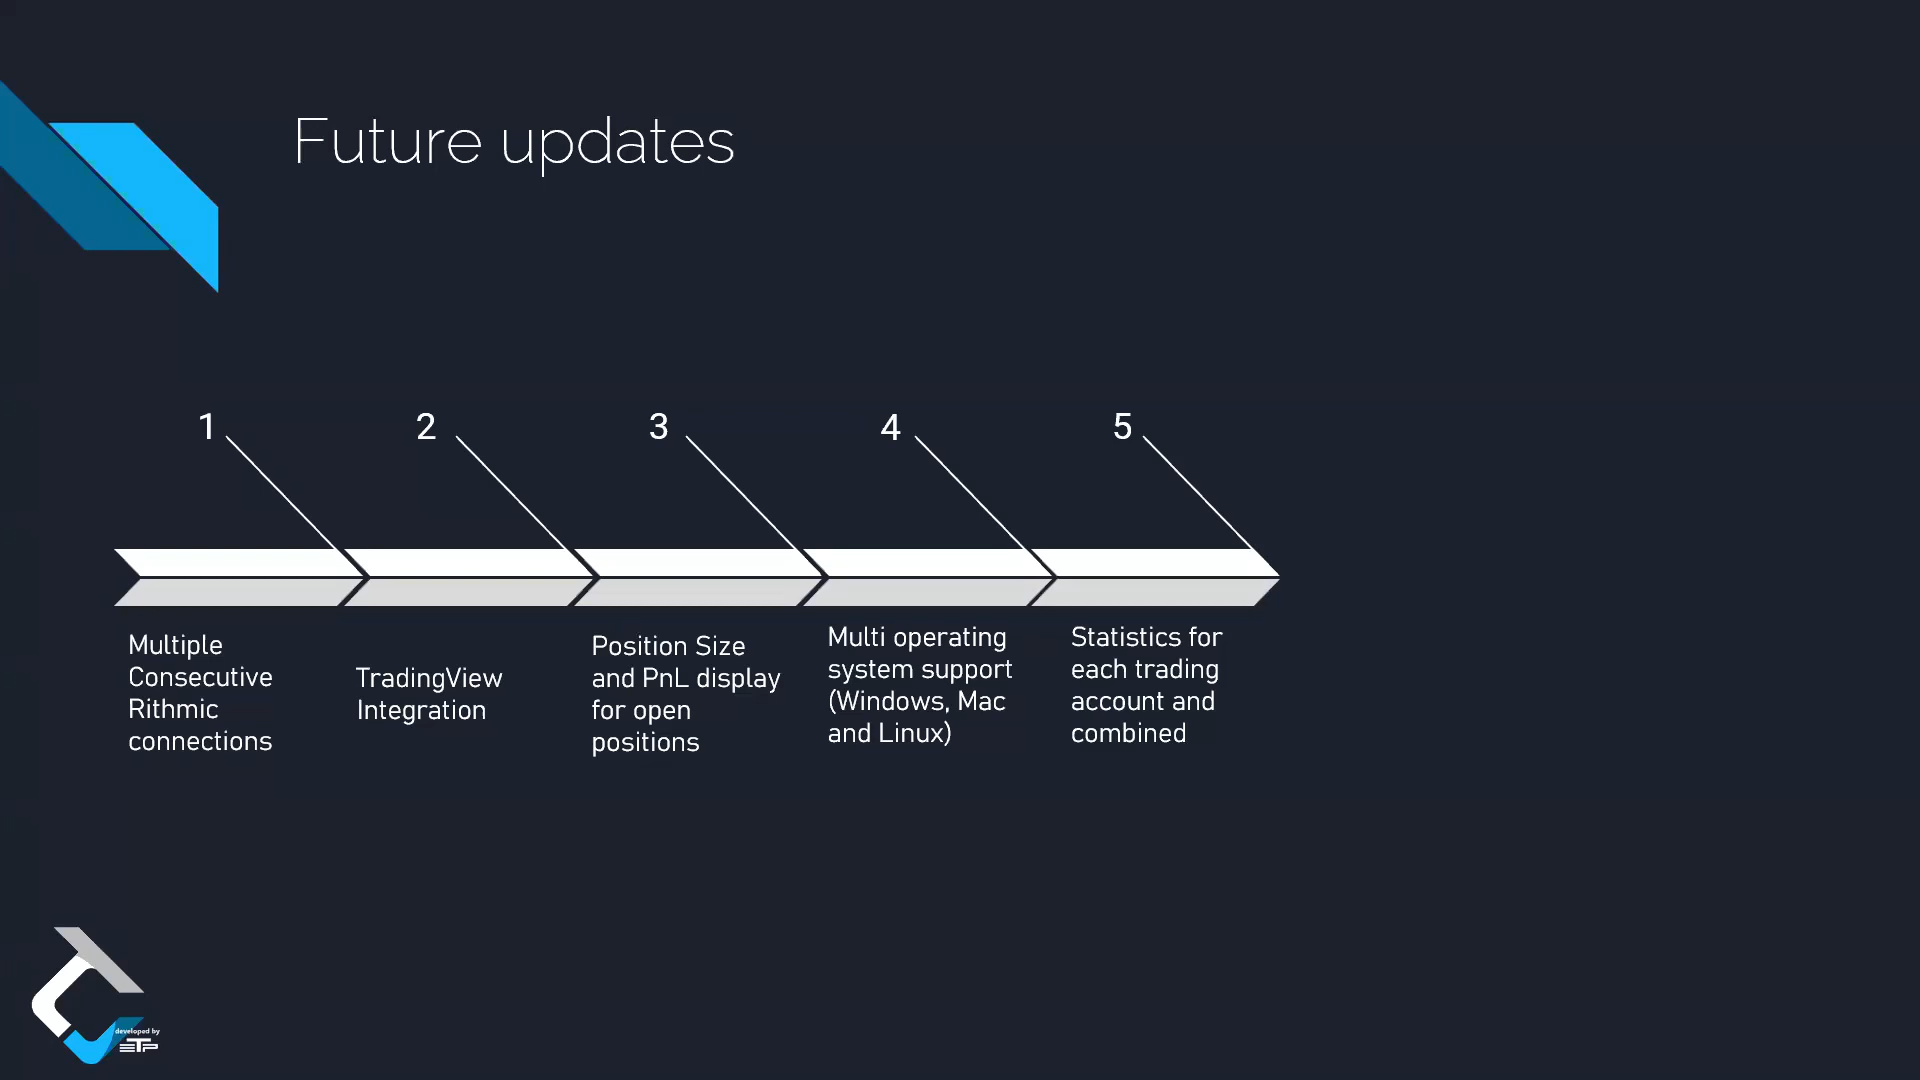 Future updates
1
2
3
4
5
Multiple
Consecutive
Rithmic
connections
TradingView
Integration
Position Size
and PnL display
for open
positions
Multi operating
system support
(Windows, Mac
and Linux)
Statistics for
each trading
account and
combined
developed by
ETP